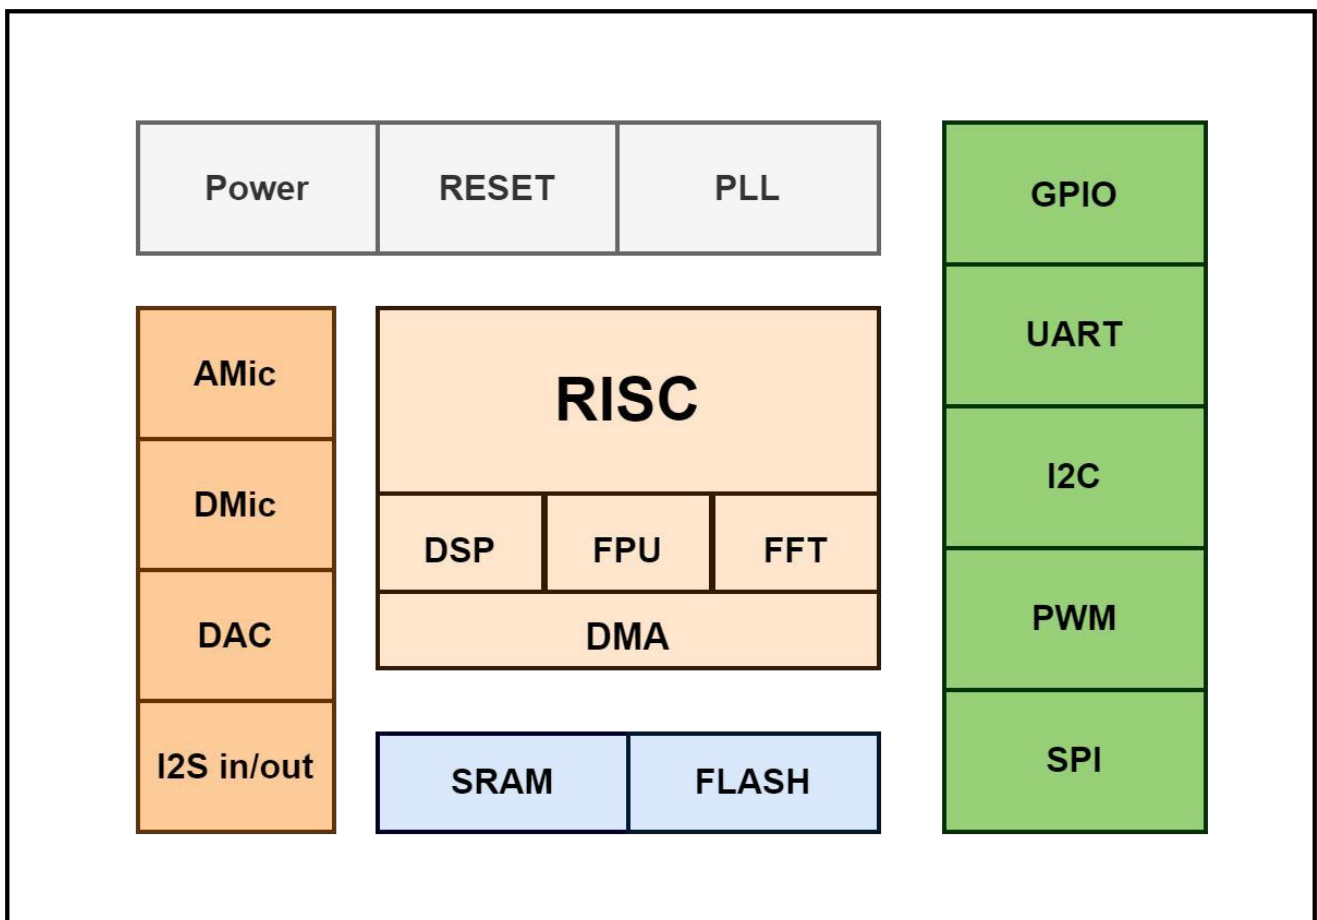 Power
RESET
PLL
AMic
DMic
DAC
I2S in/out
RISC
DSP
FPU
FFT
DMA
SRAM
FLASH
GPIO
UART
I2C
PWM
SPI